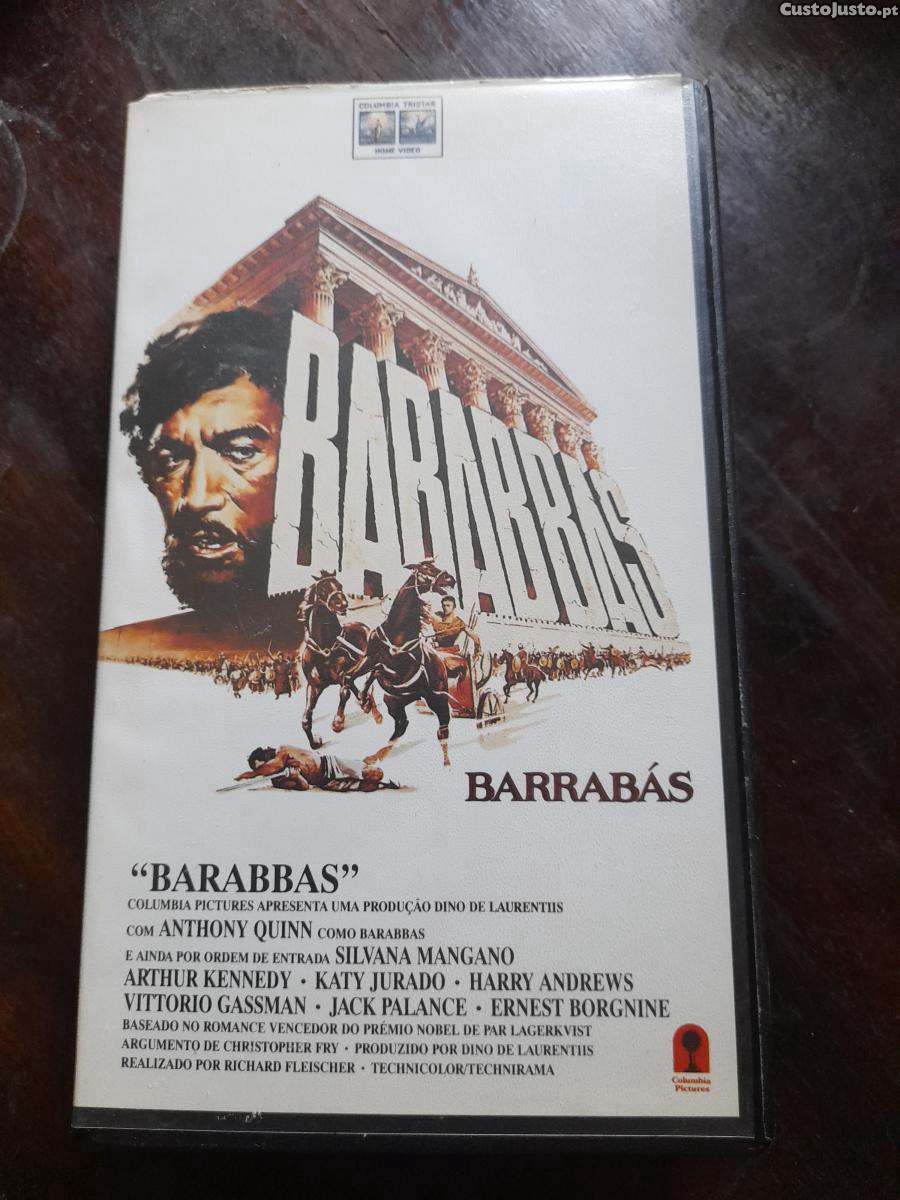 CustoJusto.pt
COLUMBIA TRISTAR
HOME VIDEO
BARABBAS
BARRABÁS
“BARABBAS”
COLUMBIA PICTURES APRESENTA UMA PRODUÇÃO DINO DE LAURENTIIS
COM ANTHONY QUINN COMO BARABBAS
E AINDA POR ORDEM DE ENTRADA SILVANA MANGANO
ARTHUR KENNEDY · KATY JURADO · HARRY ANDREWS
VITTORIO GASSMAN · JACK PALANCE · ERNEST BORGNINE
BASEADO NO ROMANCE VENCEDOR DO PRÉMIO NOBEL DE PAR LAGERKVIST
ARGUMENTO DE CHRISTOPHER FRY · PRODUZIDO POR DINO DE LAURENTIIS
REALIZADO POR RICHARD FLEISCHER · TECHNICOLOR/TECHNIRAMA
Columbia
Pictures